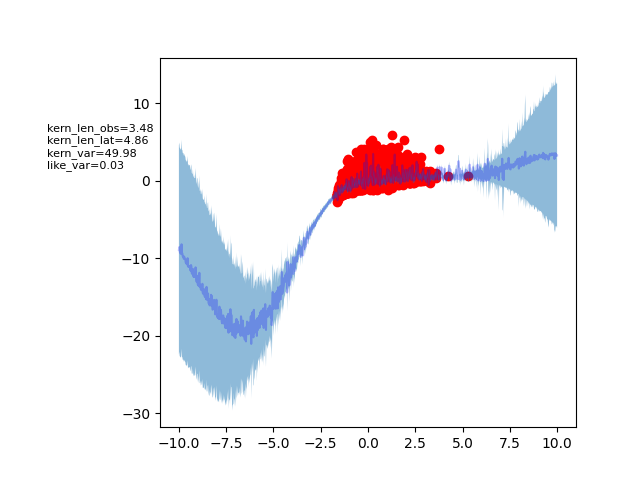 kern_len_obs=3.48
kern_len_lat=4.86
kern_var=49.98
like_var=0.03
10
0
−10
−20
−30
−10.0 −7.5 −5.0 −2.5 0.0 2.5 5.0 7.5 10.0